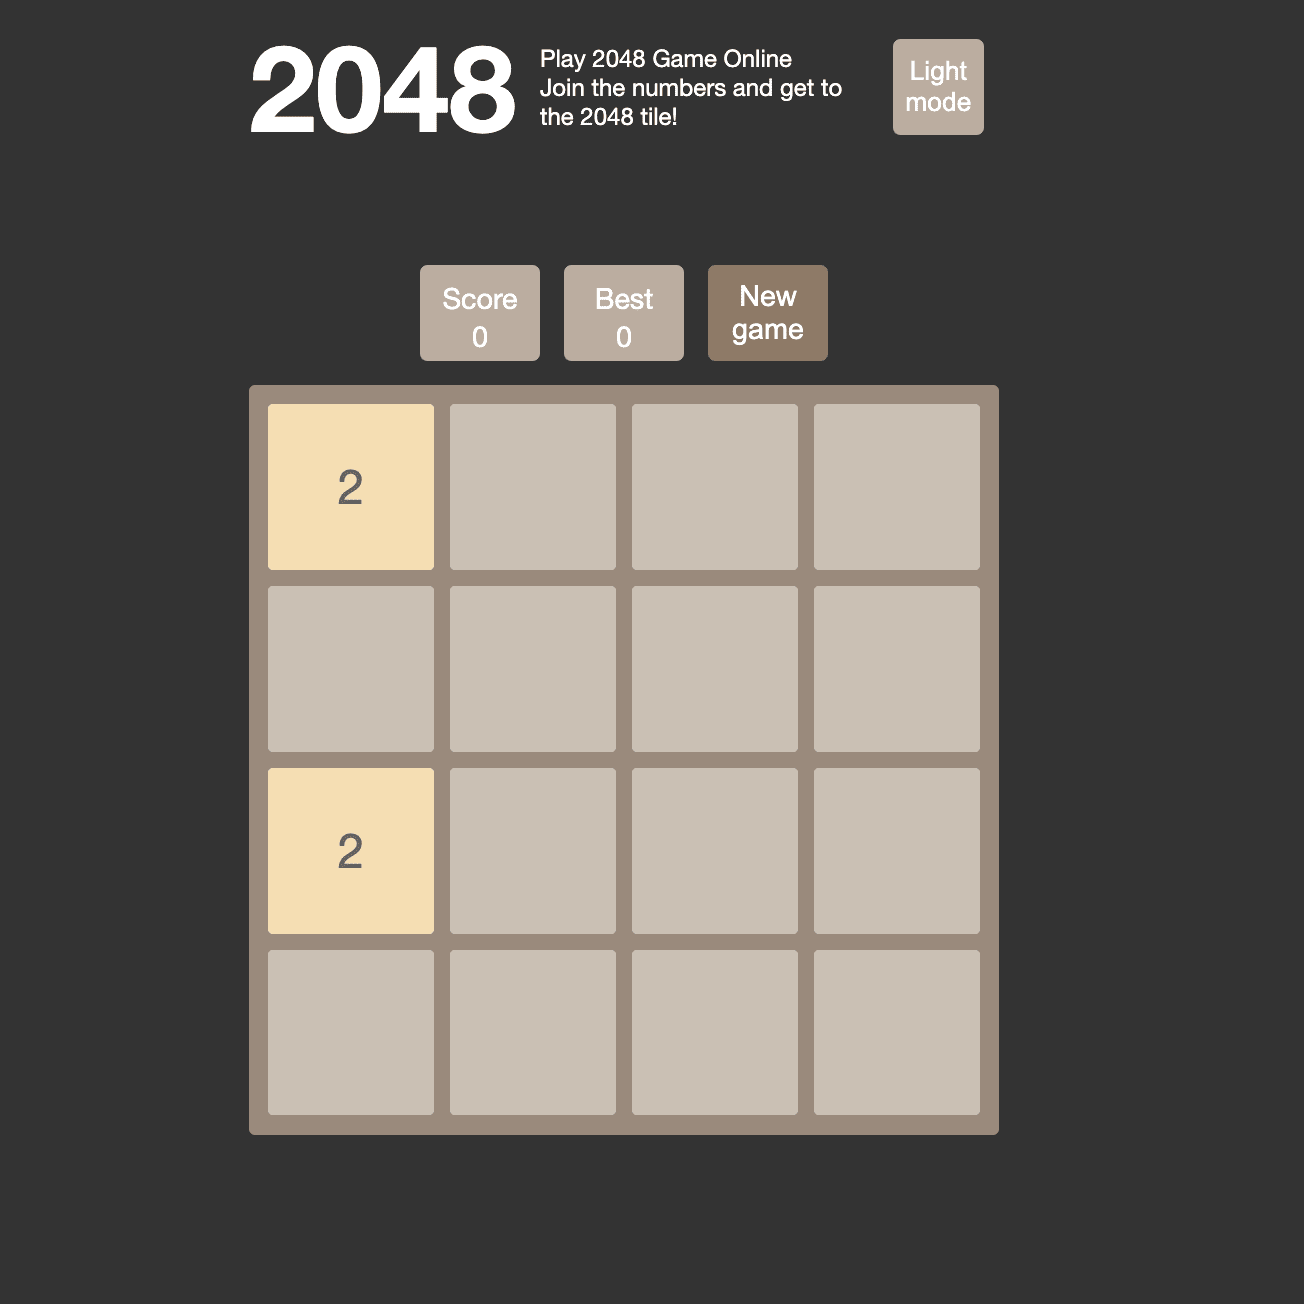 2048
Play 2048 Game Online
Join the numbers and get to
the 2048 tile!
Light
mode
Score
0
Best
0
New
game
2
2